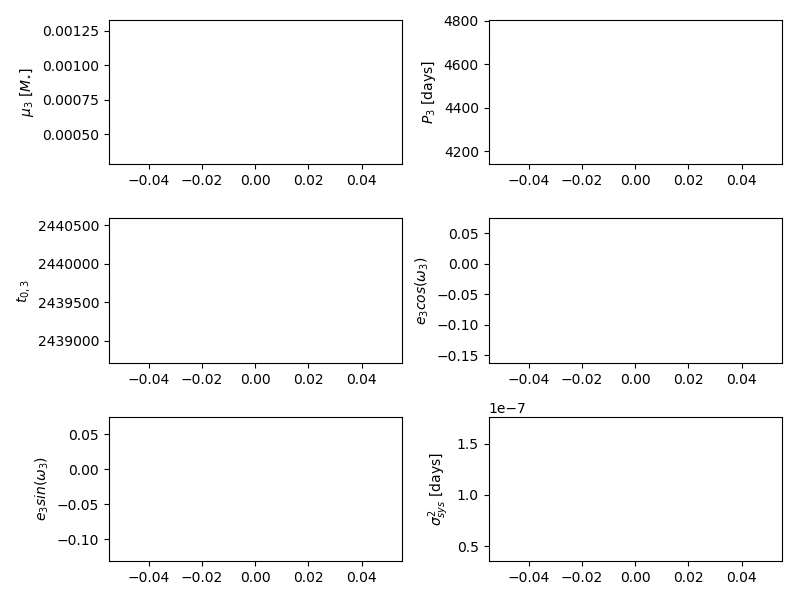 μ₃ [M⋆]
0.00125
0.00100
0.00075
0.00050
−0.04 −0.02 0.00 0.02 0.04
P₃ [days]
4800
4600
4400
4200
−0.04 −0.02 0.00 0.02 0.04
t₀,₃
2440500
2440000
2439500
2439000
−0.04 −0.02 0.00 0.02 0.04
e₃cos(ω₃)
0.05
0.00
−0.05
−0.10
−0.15
−0.04 −0.02 0.00 0.02 0.04
e₃sin(ω₃)
0.05
0.00
−0.05
−0.10
−0.04 −0.02 0.00 0.02 0.04
1e−7
σ²sys [days]
1.5
1.0
0.5
−0.04 −0.02 0.00 0.02 0.04